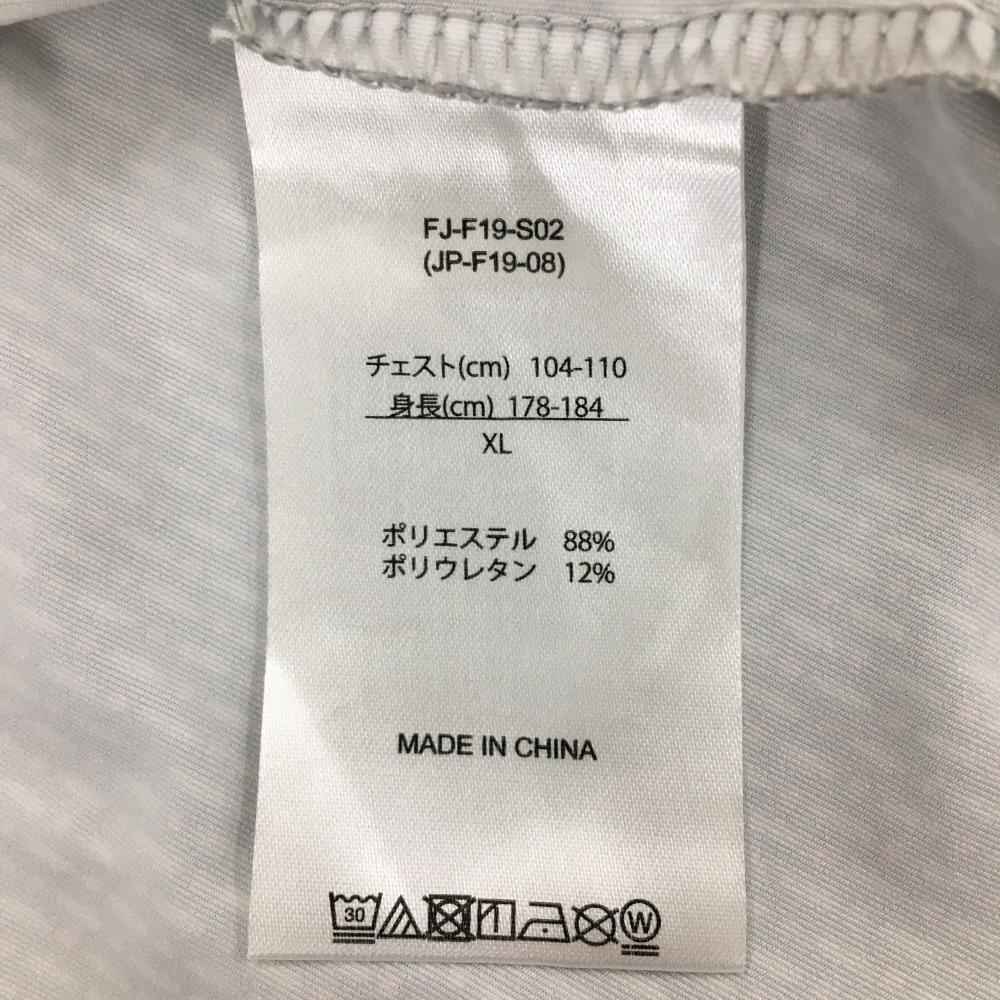 FJ-F19-S02
(JP-F19-08)
チェスト(cm) 104-110
身長(cm) 178-184
XL
ポリエステル 88%
ポリウレタン 12%
MADE IN CHINA
30
W